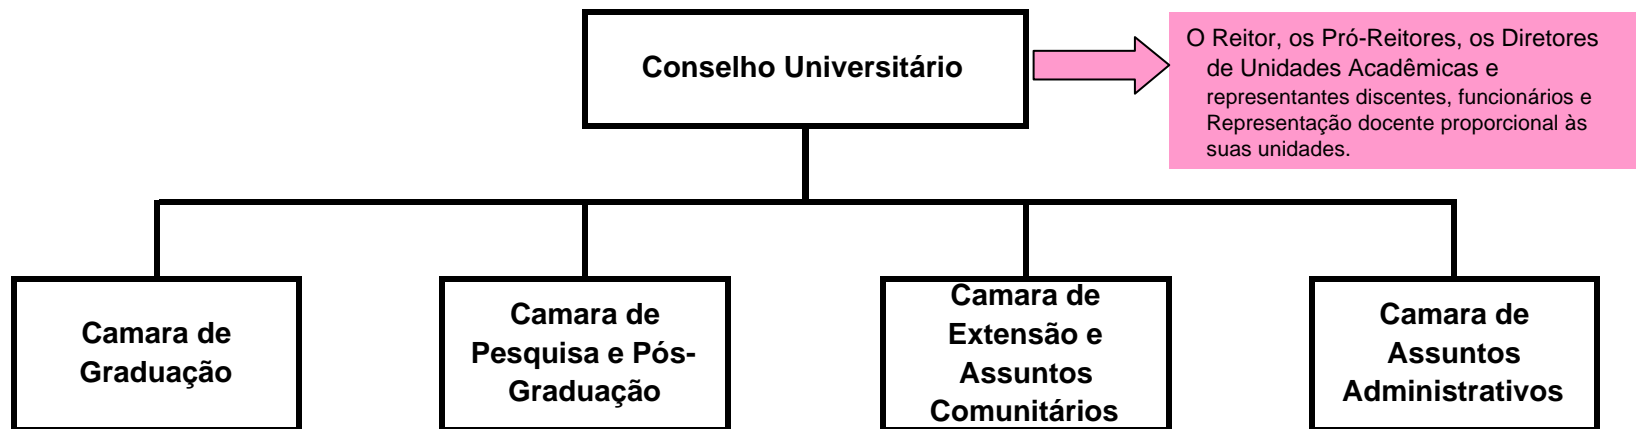 Conselho Universitário
O Reitor, os Pró-Reitores, os Diretores
de Unidades Acadêmicas e
representantes discentes, funcionários e
Representação docente proporcional às
suas unidades.
Camara de
Graduação
Camara de
Pesquisa e Pós-
Graduação
Camara de
Extensão e
Assuntos
Comunitários
Camara de
Assuntos
Administrativos